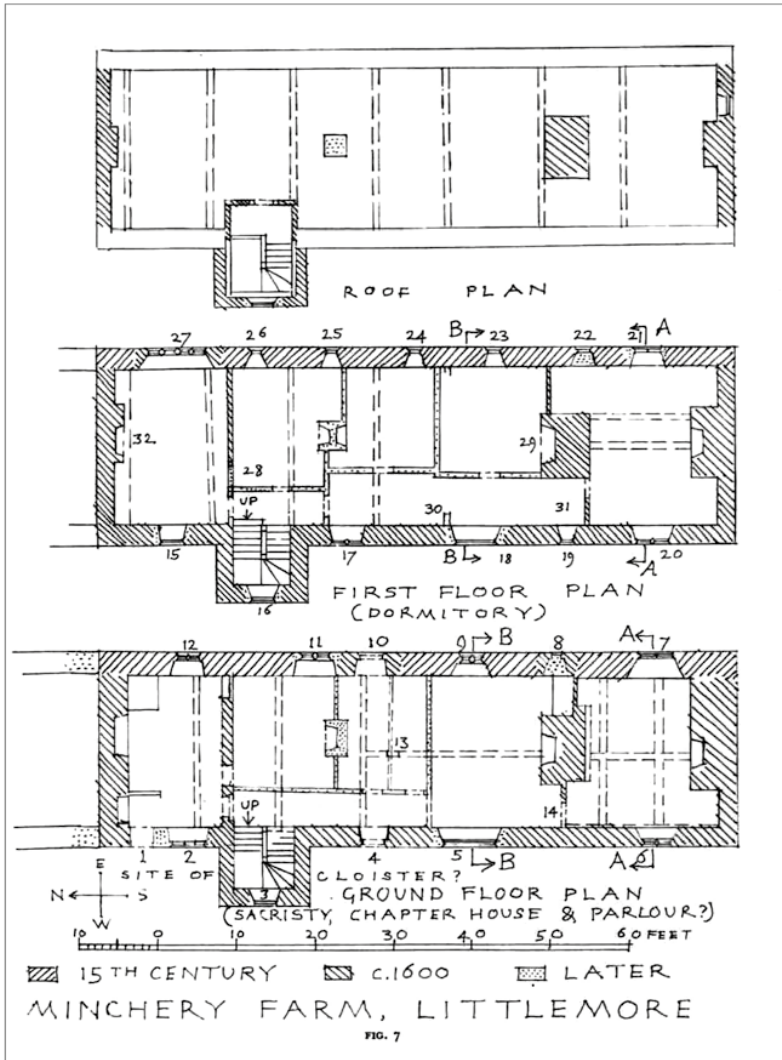 ROOF PLAN
27 26 25 24 B 23 22 21 A
32
28
29
UP
30
31
15
17
B 18
19
A 20
16
FIRST FLOOR PLAN
(DORMITORY)
12 11 10 9 B 8 A 7
13
UP
14
1 2 4 5 B A 6
3
E
N S
W
SITE OF CLOISTER?
GROUND FLOOR PLAN
(SACRISTY, CHAPTER HOUSE & PARLOUR?)
10 0 10 20 30 40 50 60 FEET
15TH CENTURY C.1600 LATER
MINCHERY FARM, LITTLEMORE
FIG. 7